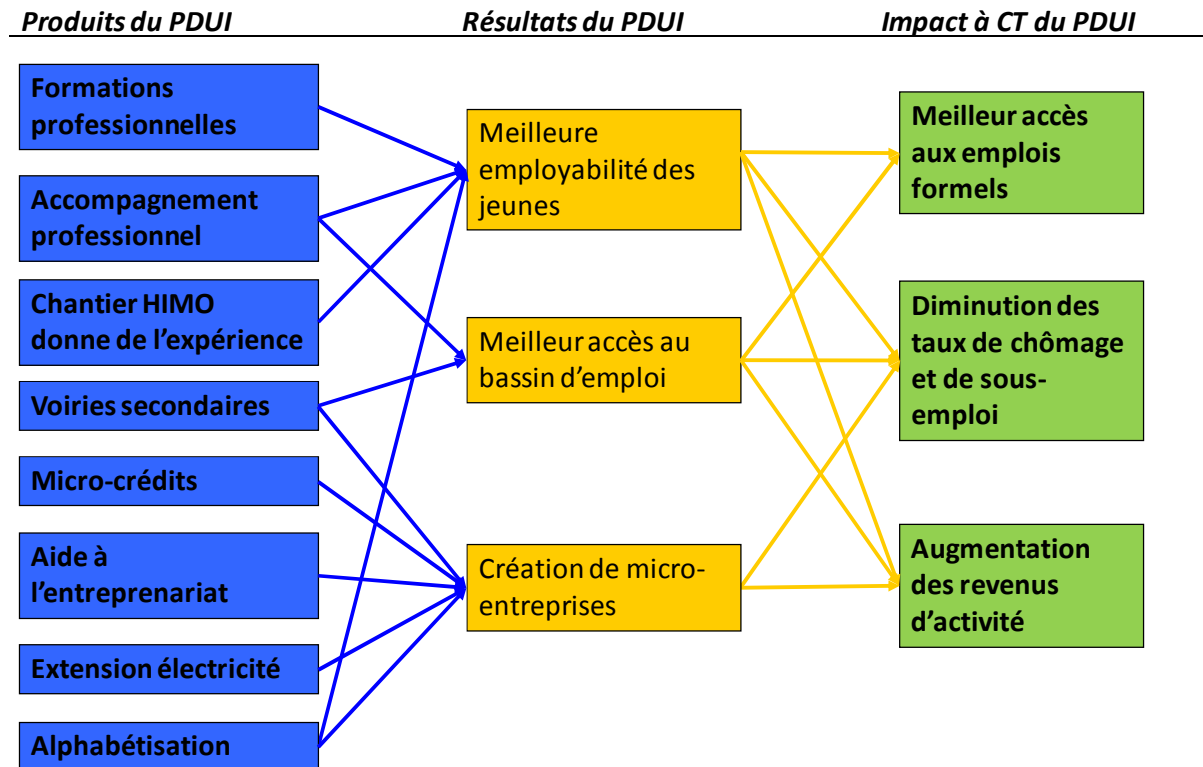 Produits du PDUI
Résultats du PDUI
Impact à CT du PDUI
Formations
professionnelles
Accompagnement
professionnel
Chantier HIMO
donne de l’expérience
Voiries secondaires
Micro-crédits
Aide à
l’entreprenariat
Extension électricité
Alphabétisation
Meilleure
employabilité des
jeunes
Meilleur accès au
bassin d’emploi
Création de micro-
entreprises
Meilleur accès
aux emplois
formels
Diminution des
taux de chômage
et de sous-
emploi
Augmentation
des revenus
d’activité